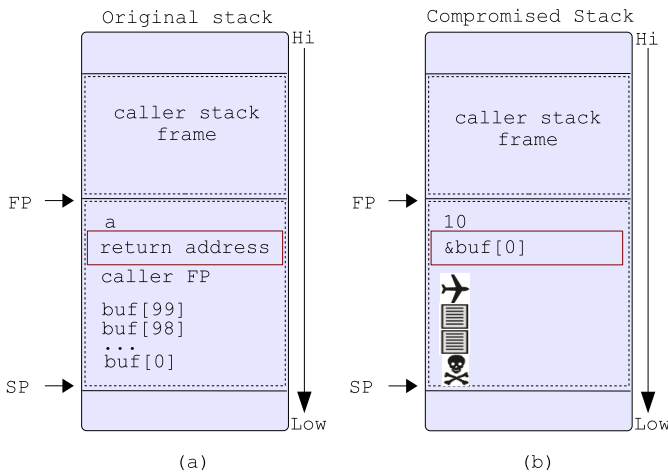 Original stack
Hi
caller stack
frame
FP
a
return address
caller FP
buf[99]
buf[98]
...
buf[0]
SP
Low
(a)
Compromised Stack
Hi
caller stack
frame
FP
10
&buf[0]
SP
Low
(b)